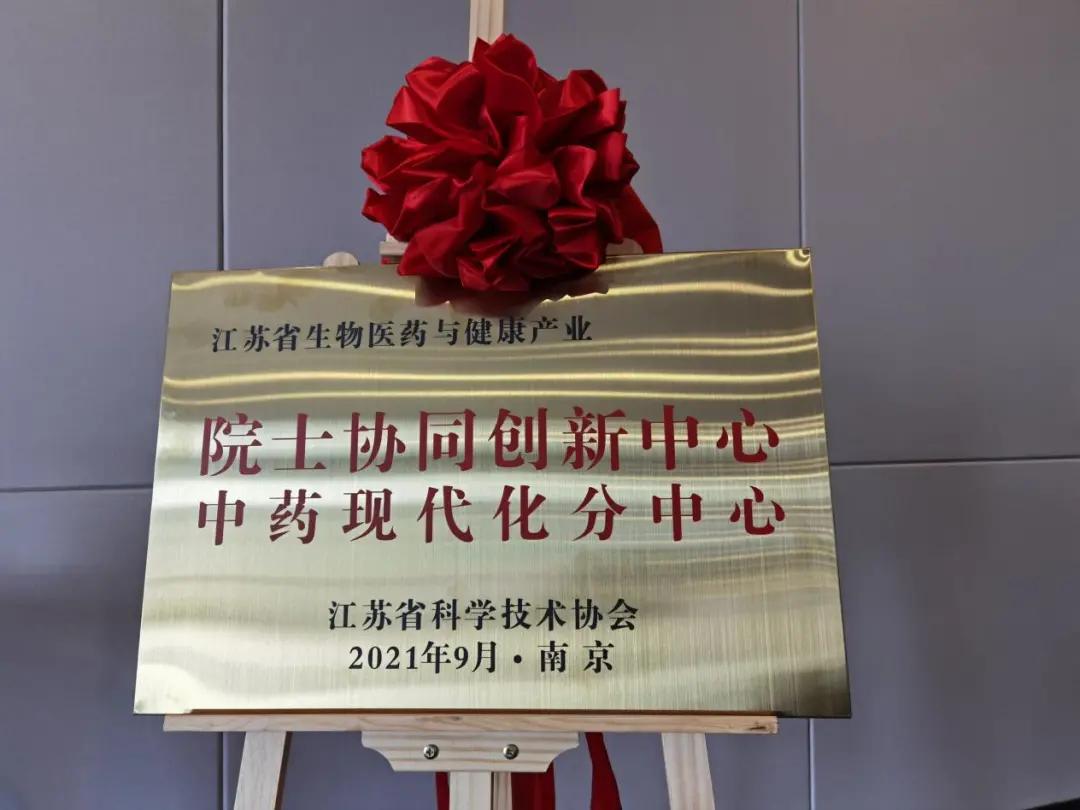 江苏省生物医药与健康产业
院士协同创新中心
中药现代化分中心
江苏省科学技术协会
2021年9月·南京